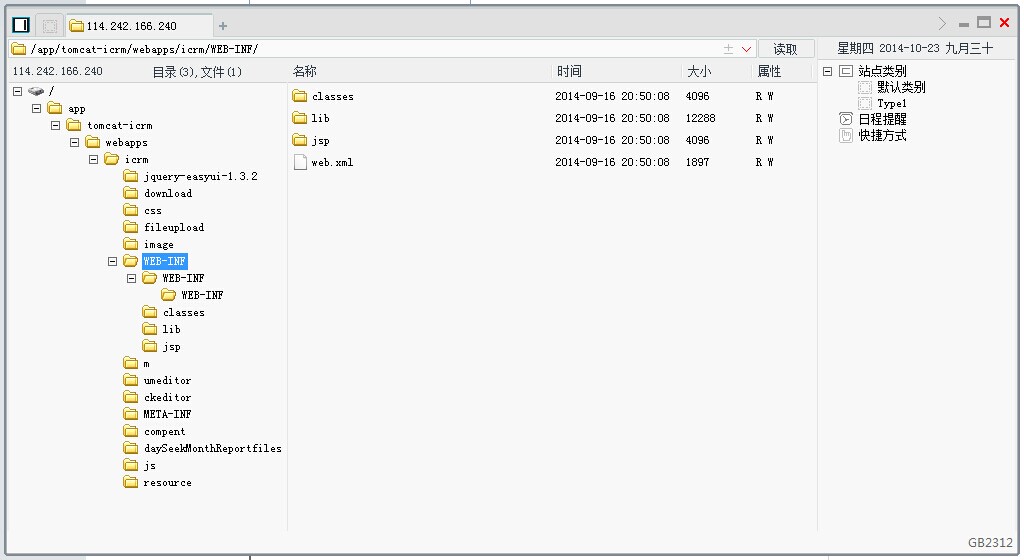 114.242.166.240
/app/tomcat-icrm/webapps/icrm/WEB-INF/
读取
星期四 2014-10-23 九月三十
114.242.166.240 目录(3),文件(1)
名称 时间 大小 属性
/
app
tomcat-icrm
webapps
icrm
jquery-easyui-1.3.2
download
css
fileupload
image
WEB-INF
WEB-INF
WEB-INF
classes
lib
jsp
m
umeditor
ckeditor
META-INF
compent
daySeekMonthReportfiles
js
resource
classes 2014-09-16 20:50:08 4096 R W
lib 2014-09-16 20:50:08 12288 R W
jsp 2014-09-16 20:50:08 4096 R W
web.xml 2014-09-16 20:50:08 1897 R W
站点类别
默认类别
Type1
日程提醒
快捷方式
GB2312